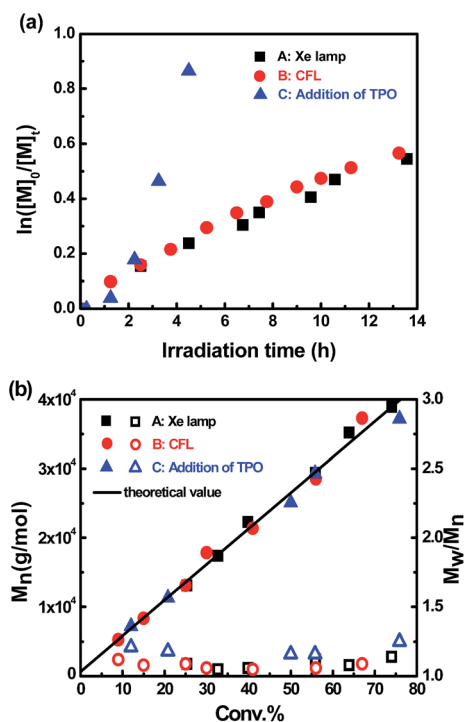 (a)
1.0
0.8
0.6
0.4
0.2
0.0
ln([M]0/[M]t)
A: Xe lamp
B: CFL
C: Addition of TPO
0 2 4 6 8 10 12 14
Irradiation time (h)
(b)
4x10^4
3x10^4
2x10^4
1x10^4
0
Mn(g/mol)
A: Xe lamp
B: CFL
C: Addition of TPO
theoretical value
3.0
2.5
2.0
1.5
1.0
Mw/Mn
0 10 20 30 40 50 60 70 80
Conv.%